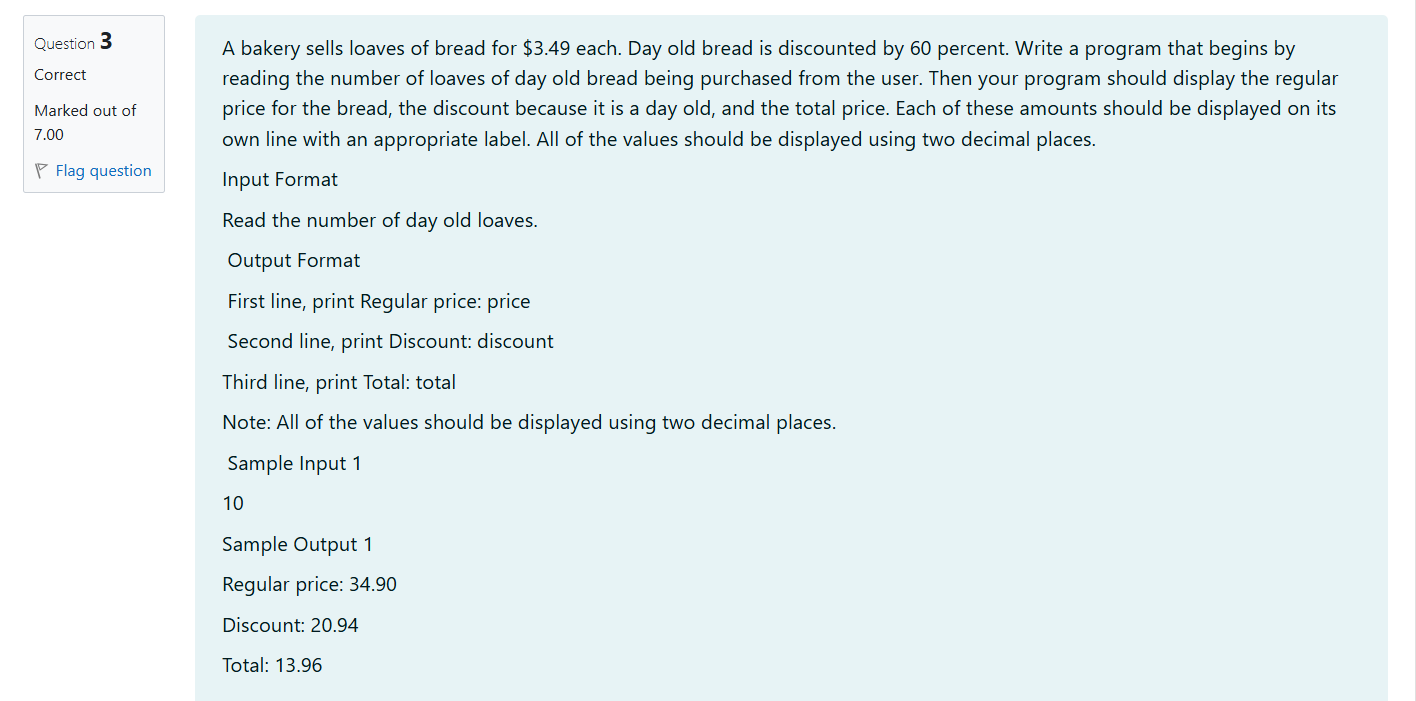 Question 3
Correct
Marked out of
7.00
Flag question
A bakery sells loaves of bread for $3.49 each. Day old bread is discounted by 60 percent. Write a program that begins by
reading the number of loaves of day old bread being purchased from the user. Then your program should display the regular
price for the bread, the discount because it is a day old, and the total price. Each of these amounts should be displayed on its
own line with an appropriate label. All of the values should be displayed using two decimal places.
Input Format
Read the number of day old loaves.
Output Format
First line, print Regular price: price
Second line, print Discount: discount
Third line, print Total: total
Note: All of the values should be displayed using two decimal places.
Sample Input 1
10
Sample Output 1
Regular price: 34.90
Discount: 20.94
Total: 13.96